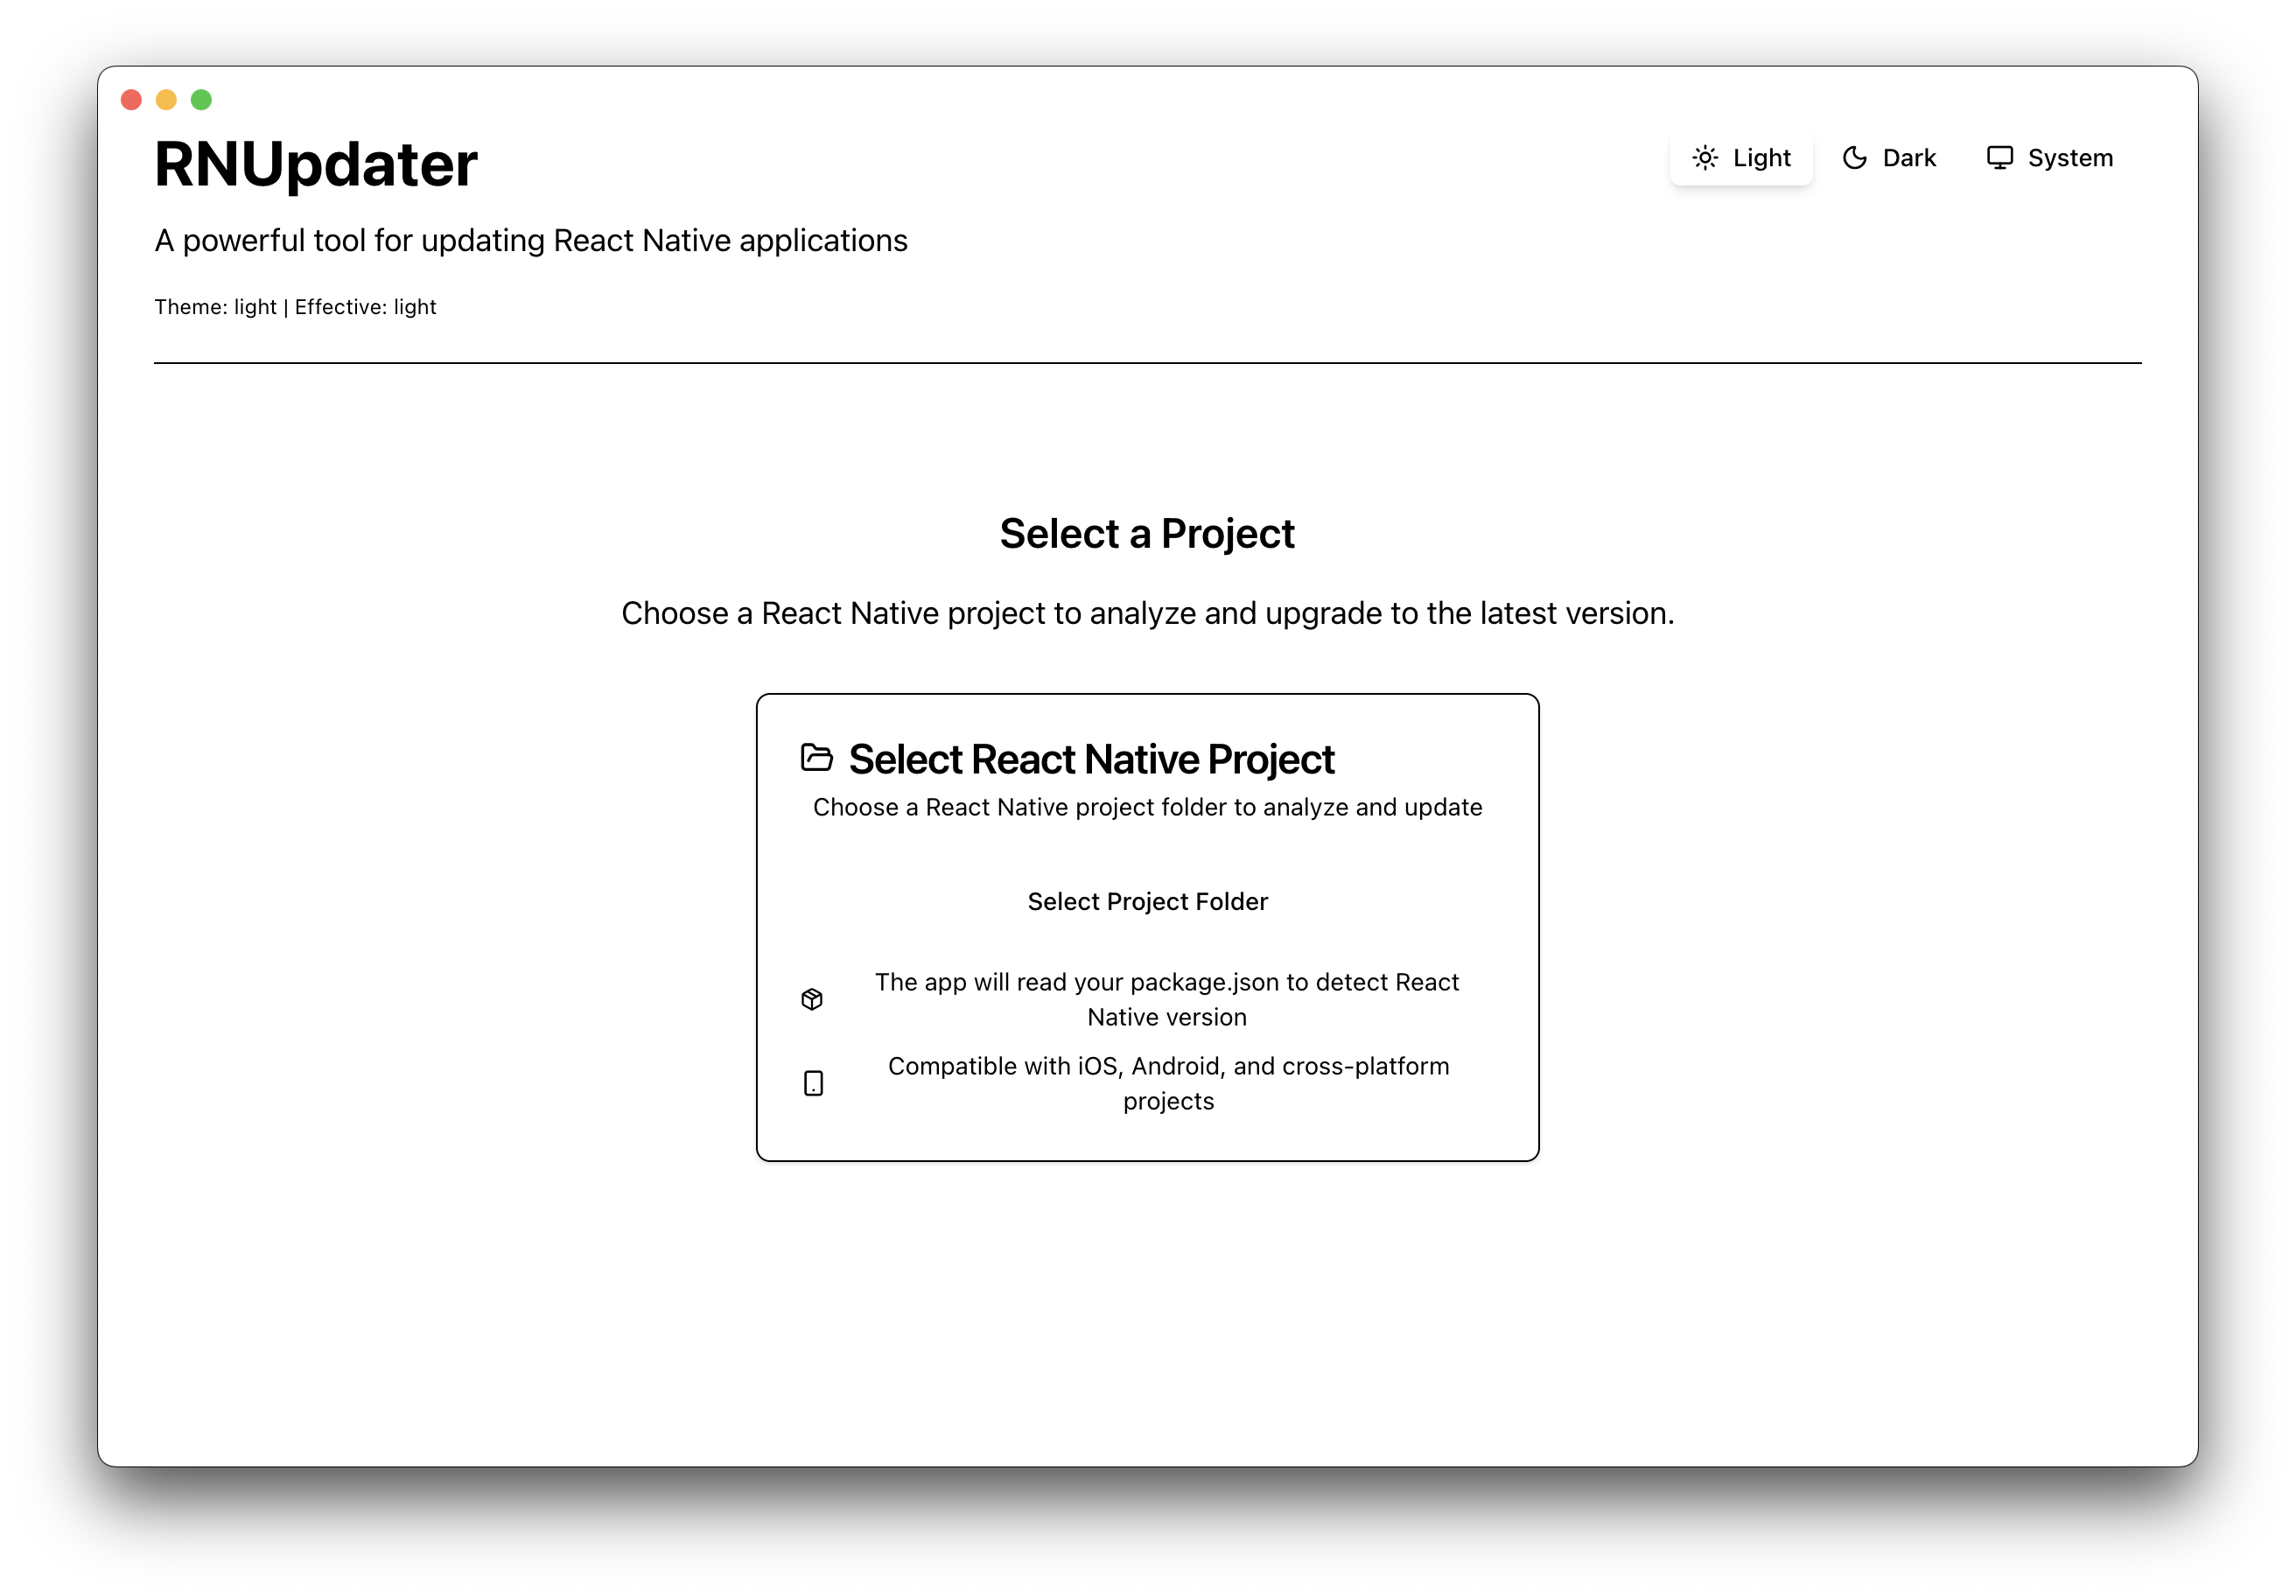 RNUpdater
Light
Dark
System
A powerful tool for updating React Native applications
Theme: light | Effective: light
Select a Project
Choose a React Native project to analyze and upgrade to the latest version.
Select React Native Project
Choose a React Native project folder to analyze and update
Select Project Folder
The app will read your package.json to detect React
Native version
Compatible with iOS, Android, and cross-platform
projects